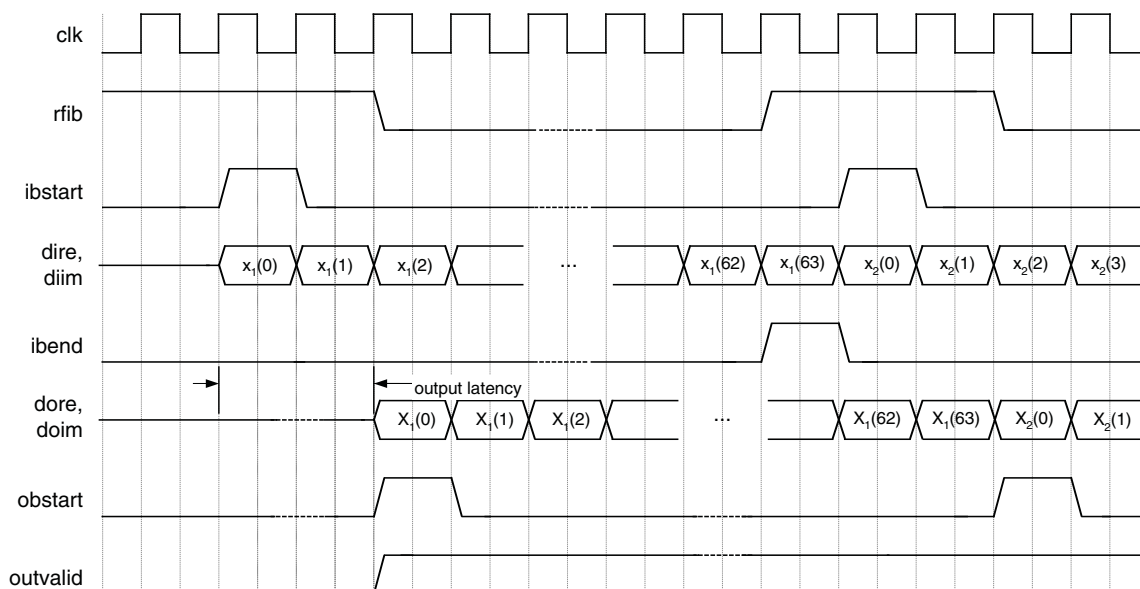 clk
rfib
ibstart
dire,
diim
x₁(0) x₁(1) x₁(2) ... x₁(62) x₁(63) x₂(0) x₂(1) x₂(2) x₂(3)
ibend
output latency
dore,
doim
X₁(0) X₁(1) X₁(2) ... X₁(62) X₁(63) X₂(0) X₂(1)
obstart
outvalid